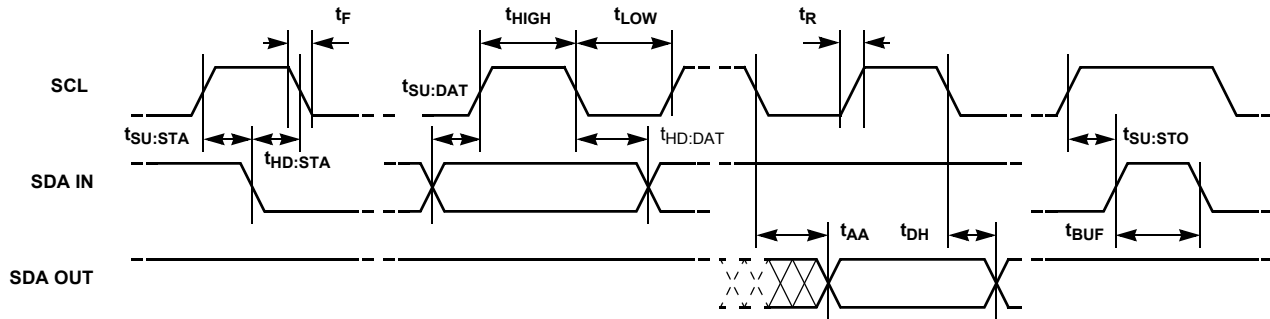 tF
tHIGH
tLOW
tR
SCL
tSU:DAT
tSU:STA
tHD:STA
tHD:DAT
tSU:STO
SDA IN
tAA
tDH
tBUF
SDA OUT